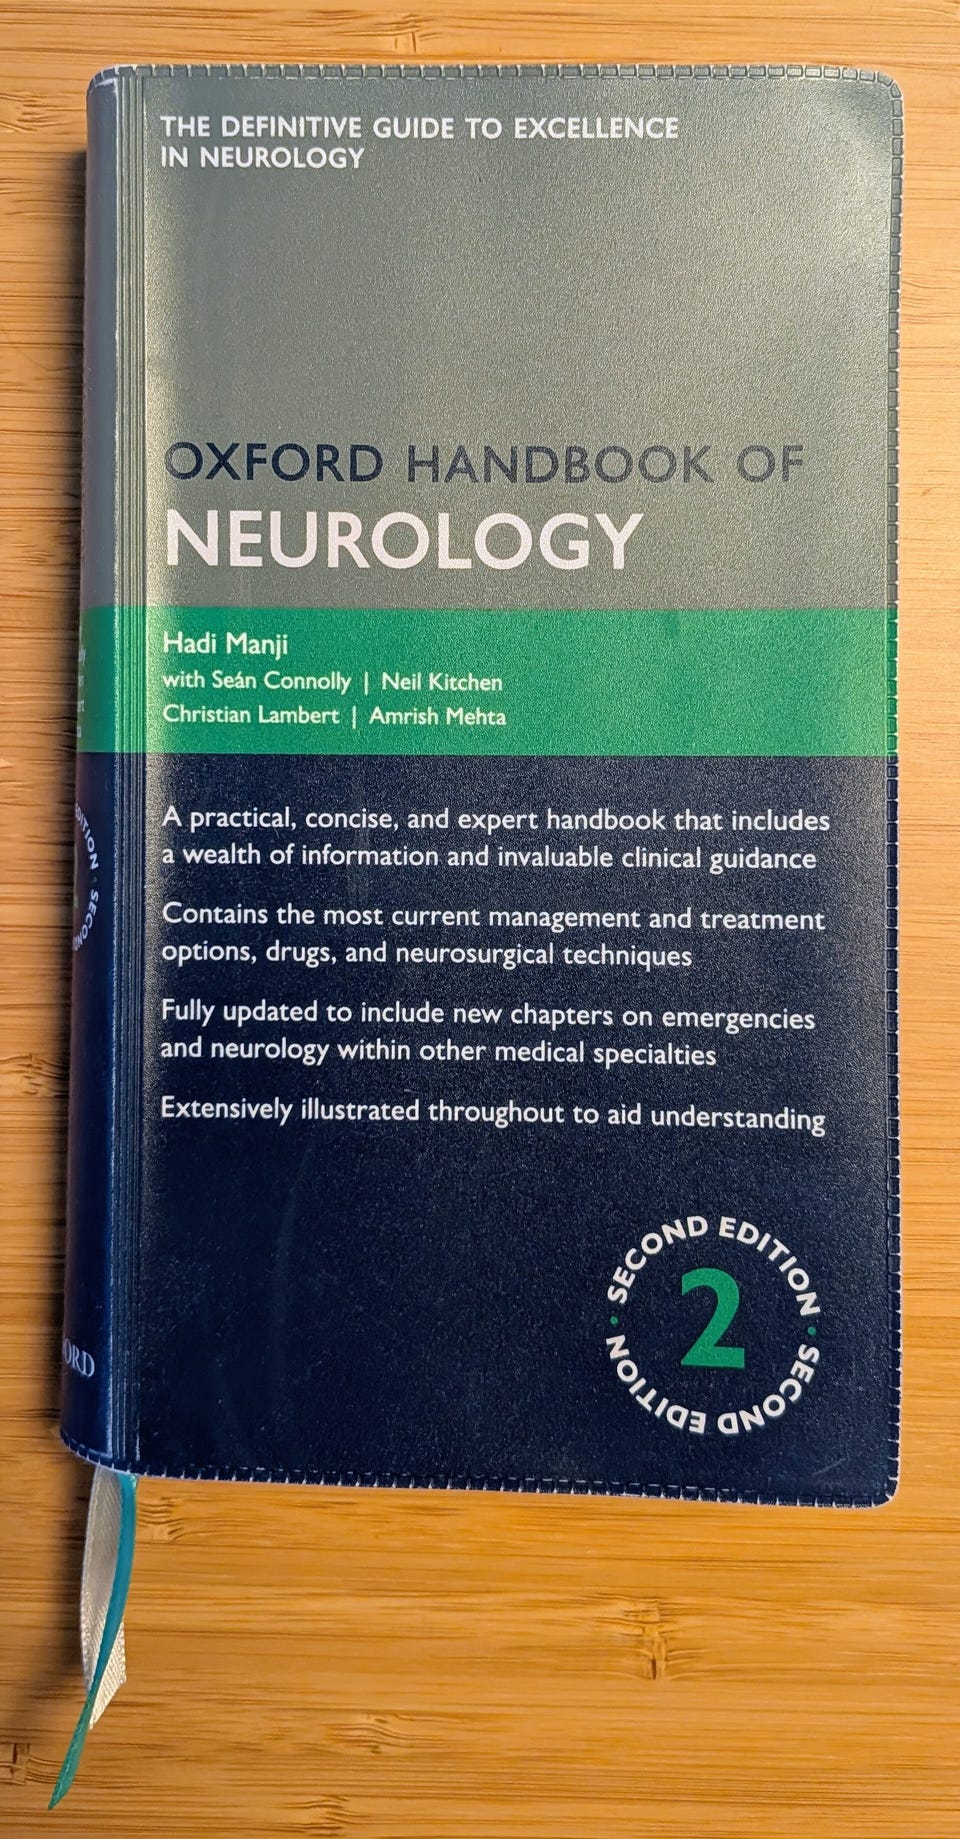 THE DEFINITIVE GUIDE TO EXCELLENCE
IN NEUROLOGY
OXFORD HANDBOOK OF
NEUROLOGY
Hadi Manji
with Seán Connolly | Neil Kitchen
Christian Lambert | Amrish Mehta
A practical, concise, and expert handbook that includes
a wealth of information and invaluable clinical guidance
Contains the most current management and treatment
options, drugs, and neurosurgical techniques
Fully updated to include new chapters on emergencies
and neurology within other medical specialties
Extensively illustrated throughout to aid understanding
SECOND EDITION · SECOND EDITION ·
2
EDITION · SECOND
ORD